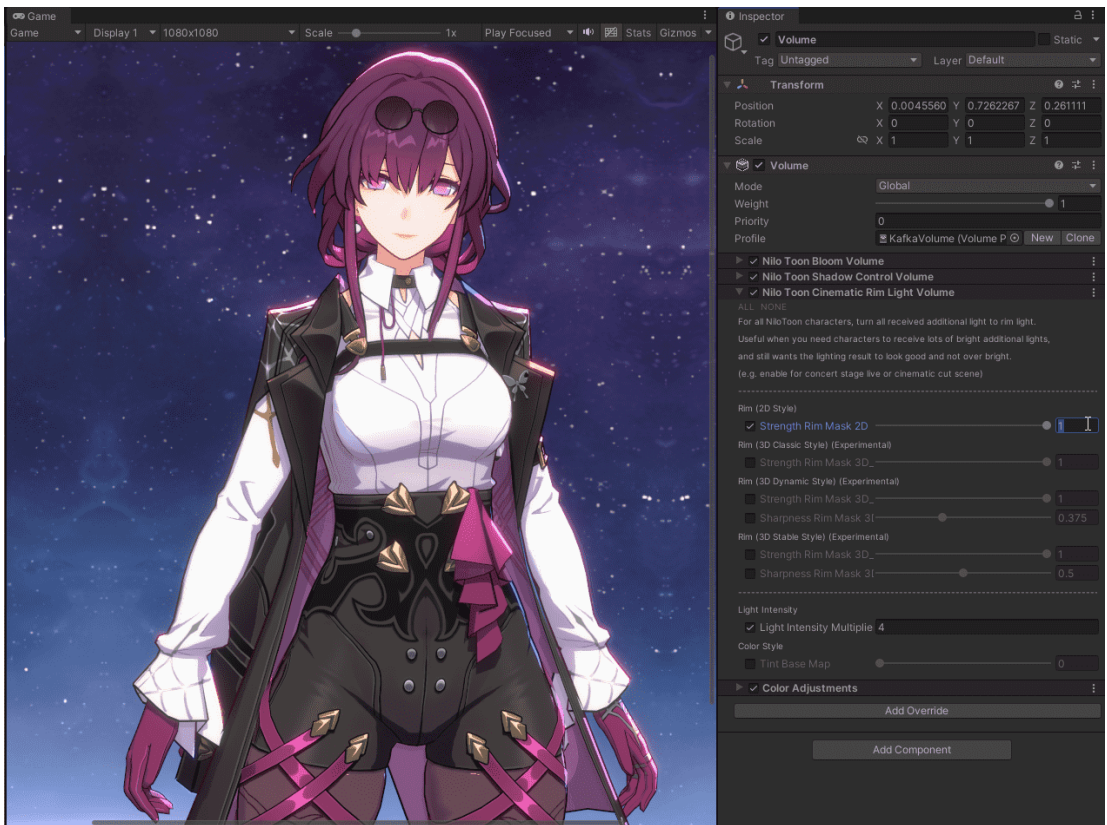 Game
Game Display 1 1080x1080 Scale 1x Play Focused Stats Gizmos
Inspector
Volume Static
Tag Untagged Layer Default
Transform
Position X 0.0045560 Y 0.7262267 Z 0.261111
Rotation X 0 Y 0 Z 0
Scale X 1 Y 1 Z 1
Volume
Mode Global
Weight 1
Priority 0
Profile KafkaVolume (Volume P New Clone
Nilo Toon Bloom Volume
Nilo Toon Shadow Control Volume
Nilo Toon Cinematic Rim Light Volume
ALL NONE
For all NiloToon characters, turn all received additional light to rim light.
Useful when you need characters to receive lots of bright additional lights,
and still wants the lighting result to look good and not over bright.
(e.g. enable for concert stage live or cinematic cut scene)
Rim (2D Style)
Strength Rim Mask 2D 1
Rim (3D Classic Style) (Experimental)
Strength Rim Mask 3D_ 1
Rim (3D Dynamic Style) (Experimental)
Strength Rim Mask 3D_ 1
Sharpness Rim Mask 3I 0.375
Rim (3D Stable Style) (Experimental)
Strength Rim Mask 3D_ 1
Sharpness Rim Mask 3I 0.5
Light Intensity
Light Intensity Multiplie 4
Color Style
Tint Base Map 0
Color Adjustments
Add Override
Add Component